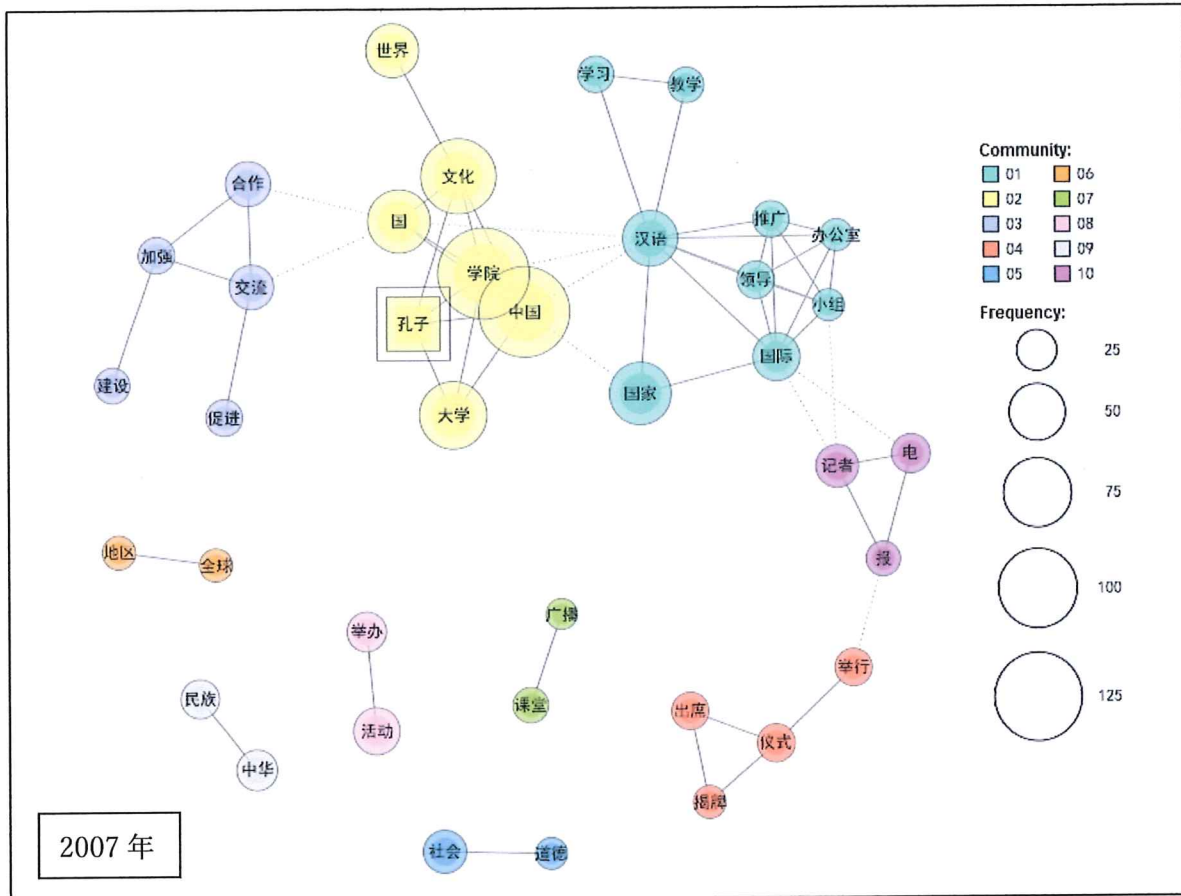 世界
学习
教学
合作
文化
国
加强
交流
学院
中国
孔子
大学
建设
促进
汉语
推广
办公室
领导
小组
国际
国家
记者
电
报
地区
全球
广播
课堂
举办
活动
民族
中华
举行
出席
仪式
揭牌
社会
道德
Community:
01 06
02 07
03 08
04 09
05 10
Frequency:
25
50
75
100
125
2007 年